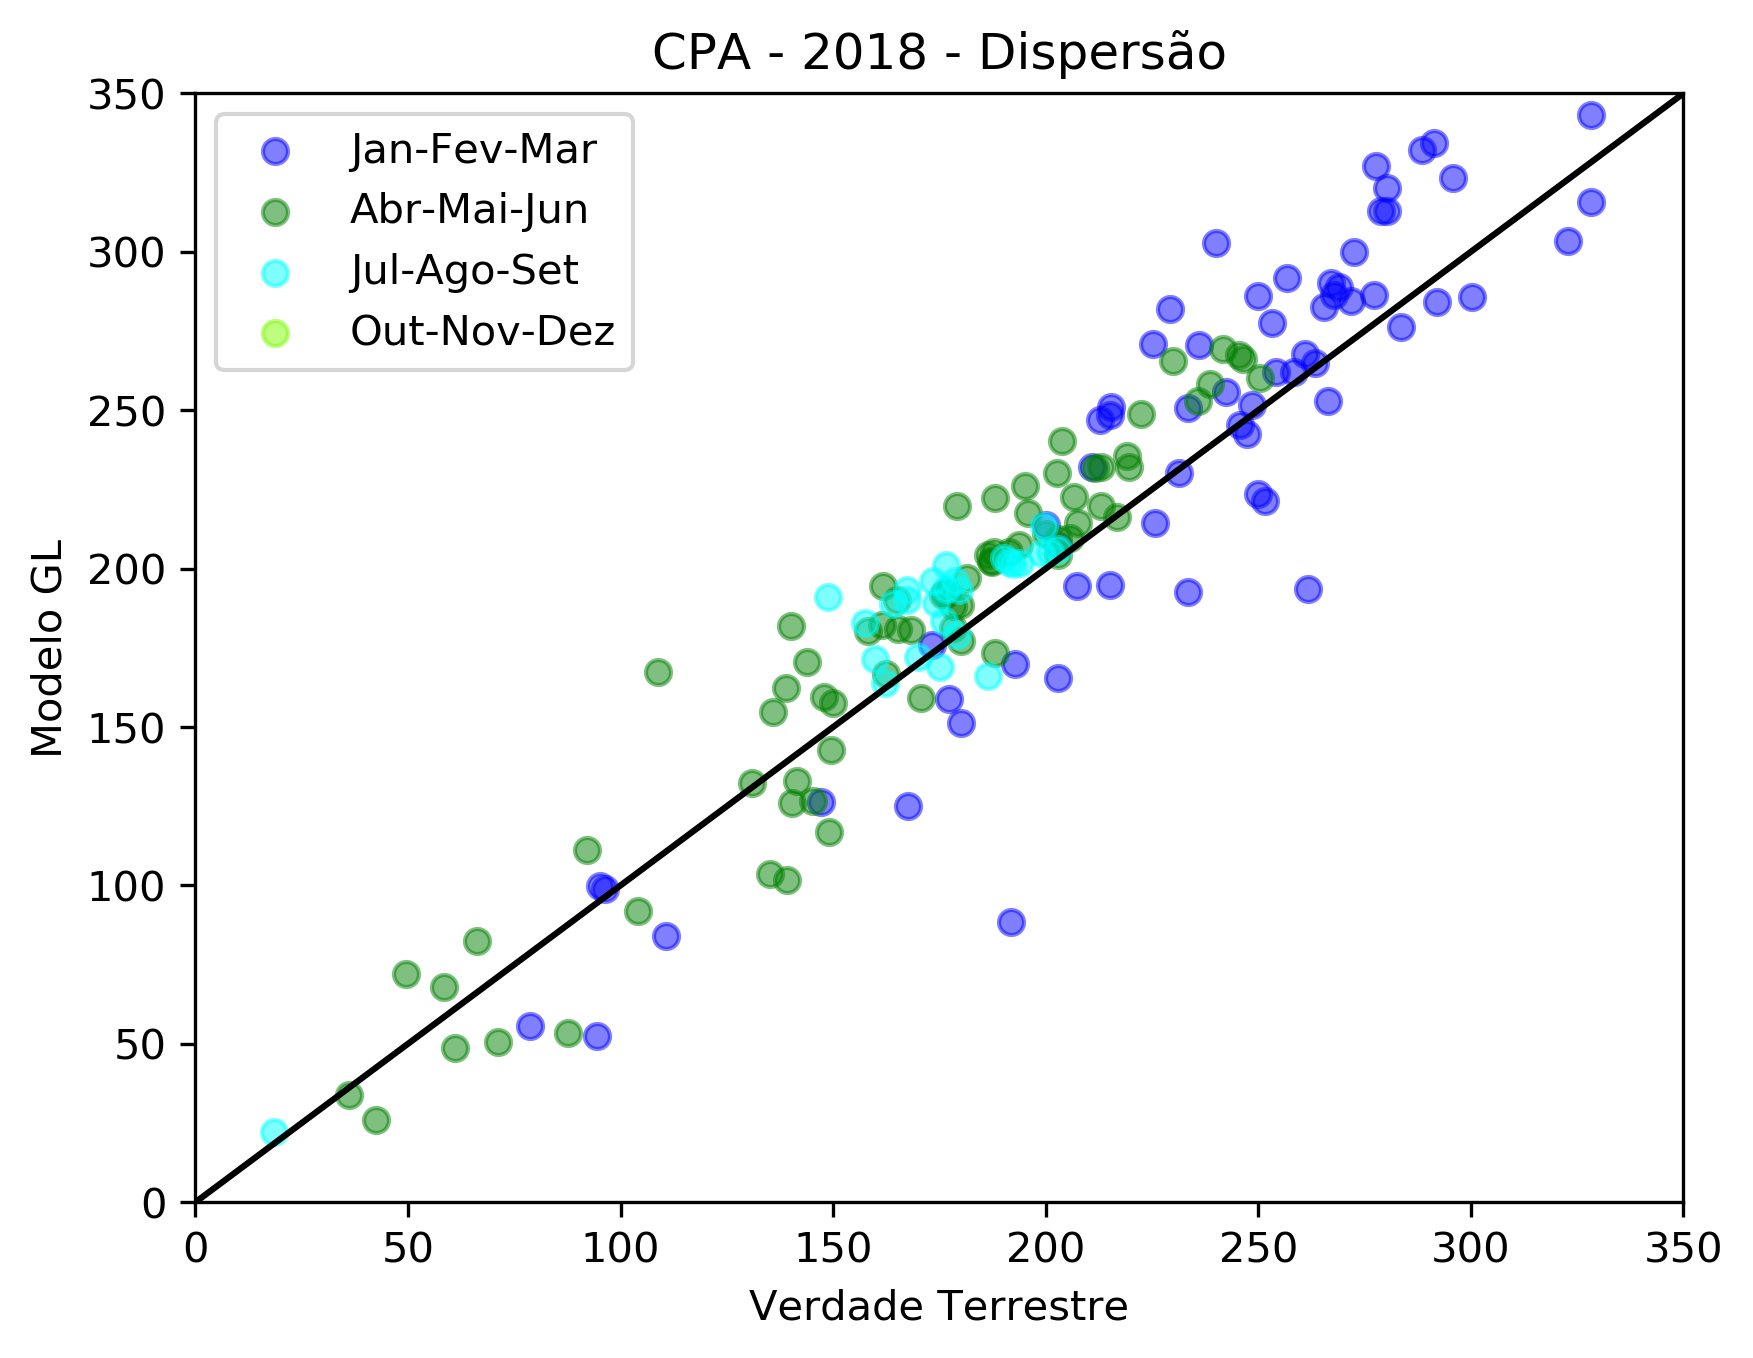 CPA - 2018 - Dispersão
350
300
250
200
150
100
50
0
Modelo GL
Jan-Fev-Mar
Abr-Mai-Jun
Jul-Ago-Set
Out-Nov-Dez
0 50 100 150 200 250 300 350
Verdade Terrestre